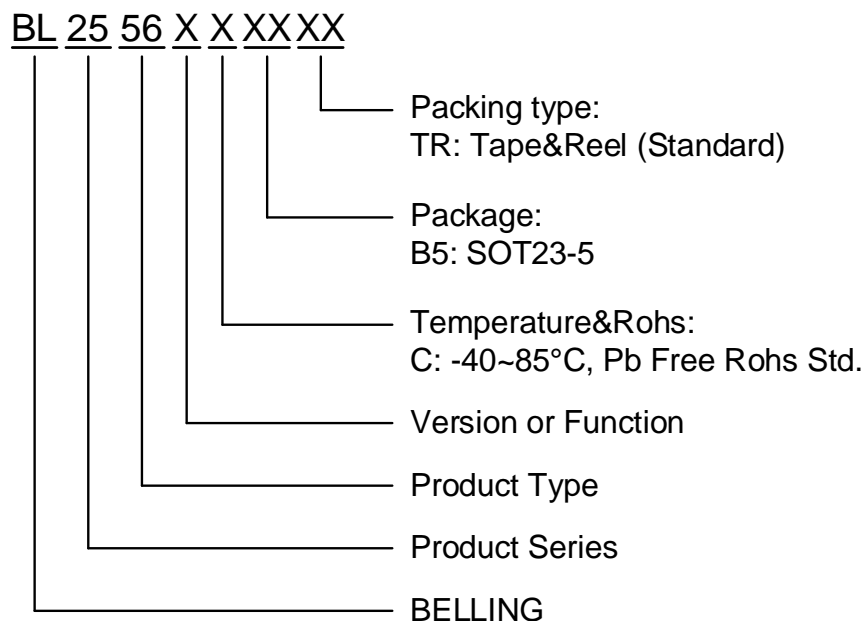 BL 25 56 X X XX XX
Packing type:
TR: Tape&Reel (Standard)
Package:
B5: SOT23-5
Temperature&Rohs:
C: -40~85°C, Pb Free Rohs Std.
Version or Function
Product Type
Product Series
BELLING